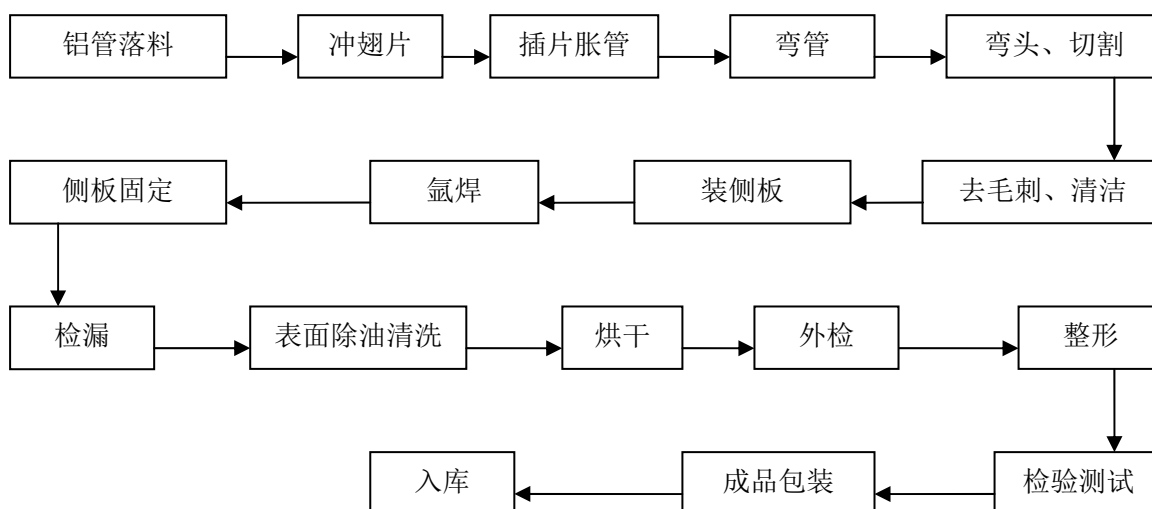 铝管落料 冲翅片 插片胀管 弯管 弯头、切割
侧板固定 氩焊 装侧板 去毛刺、清洁
检漏 表面除油清洗 烘干 外检 整形
入库 成品包装 检验测试